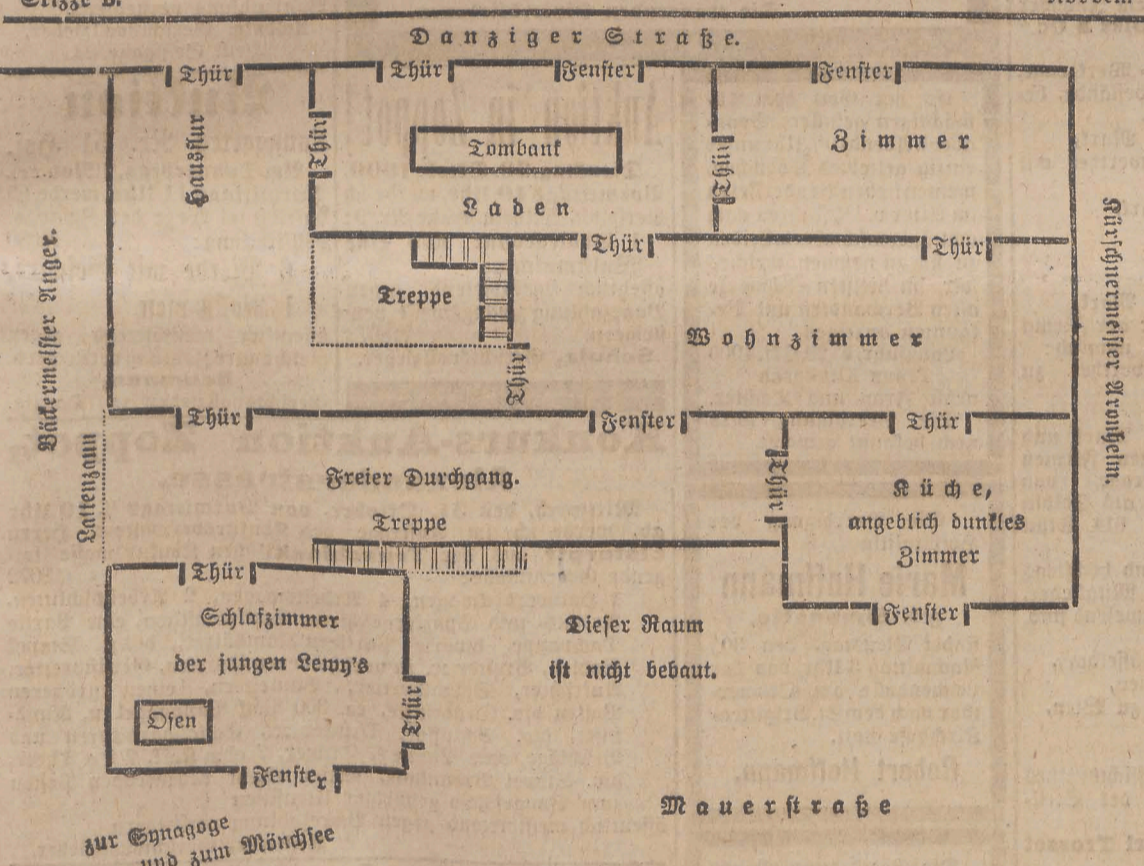 Danziger Straße.
Thür
Thür
Fenster
Fenster
Hausflur
Thür
Tombank
Thür
Zimmer
Laden
Thür
Thür
Treppe
Wohnzimmer
Thür
Bäckermeister Anger.
Kürschnermeister Aronheim.
Thür
Fenster
Thür
Lattenzaun
Freier Durchgang.
Thür
Küche,
angeblich dunkles
Zimmer
Treppe
Thür
Fenster
Schlafzimmer
der jungen Lewy's
Dieser Raum
ist nicht bebaut.
Ofen
Thür
Fenster
Mauerstraße
zur Synagoge
und zum Mönchsee